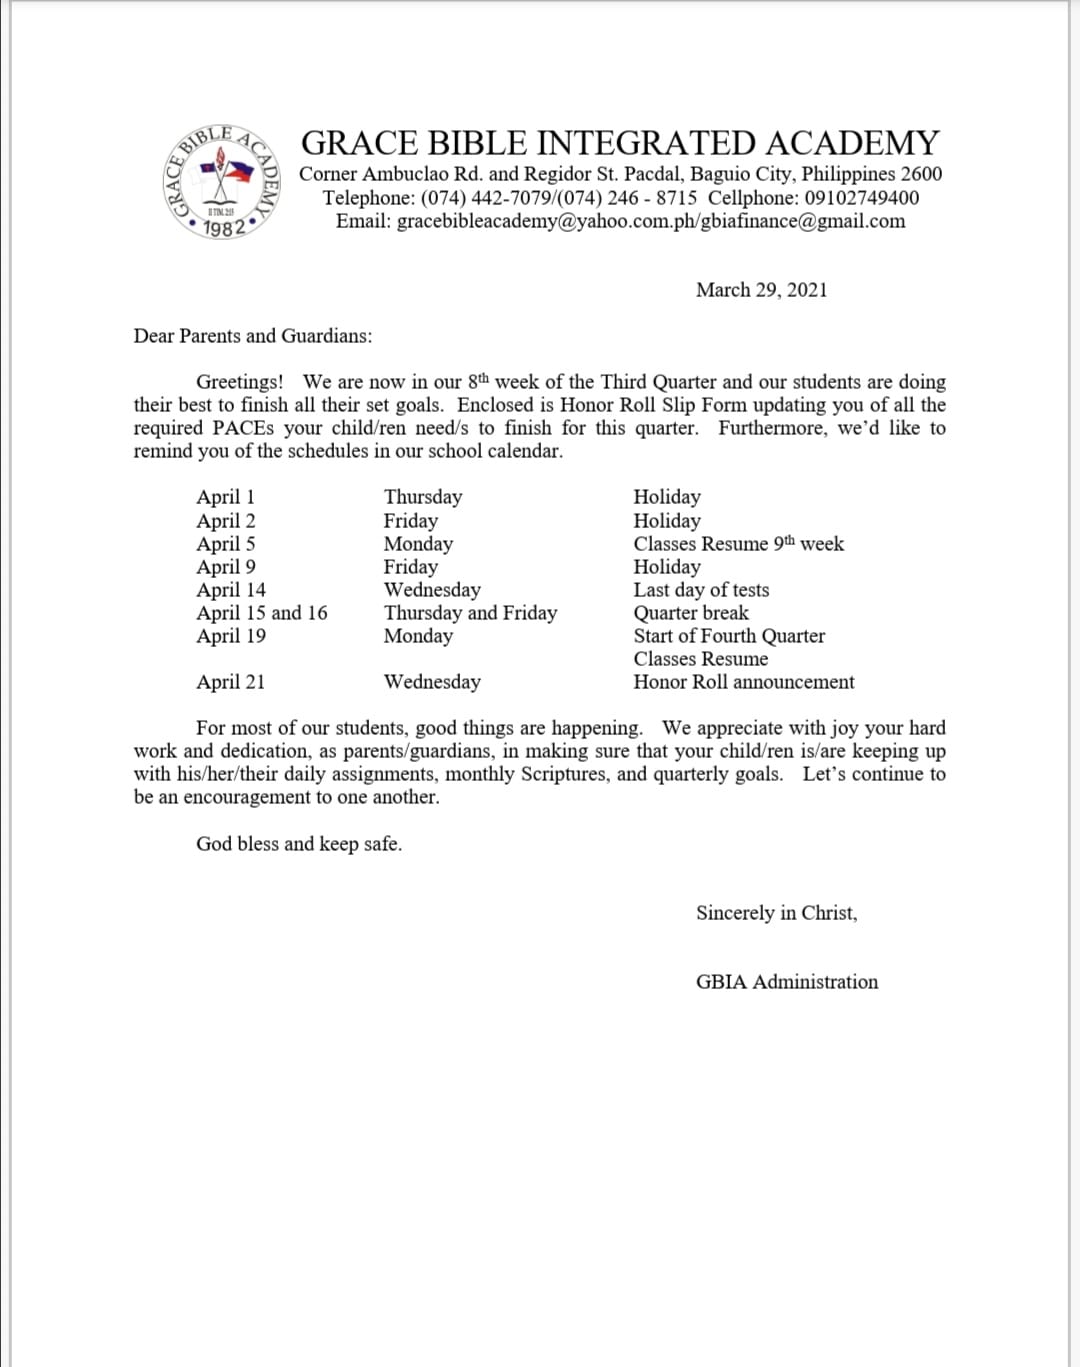 GRACE BIBLE ACADEMY
II TIM. 2:15
1982
GRACE BIBLE INTEGRATED ACADEMY
Corner Ambuclao Rd. and Regidor St. Pacdal, Baguio City, Philippines 2600
Telephone: (074) 442-7079/(074) 246 - 8715 Cellphone: 09102749400
Email: gracebibleacademy@yahoo.com.ph/gbiafinance@gmail.com
March 29, 2021
Dear Parents and Guardians:
Greetings! We are now in our 8th week of the Third Quarter and our students are doing
their best to finish all their set goals. Enclosed is Honor Roll Slip Form updating you of all the
required PACEs your child/ren need/s to finish for this quarter. Furthermore, we’d like to
remind you of the schedules in our school calendar.
April 1 Thursday Holiday
April 2 Friday Holiday
April 5 Monday Classes Resume 9th week
April 9 Friday Holiday
April 14 Wednesday Last day of tests
April 15 and 16 Thursday and Friday Quarter break
April 19 Monday Start of Fourth Quarter
Classes Resume
April 21 Wednesday Honor Roll announcement
For most of our students, good things are happening. We appreciate with joy your hard
work and dedication, as parents/guardians, in making sure that your child/ren is/are keeping up
with his/her/their daily assignments, monthly Scriptures, and quarterly goals. Let’s continue to
be an encouragement to one another.
God bless and keep safe.
Sincerely in Christ,
GBIA Administration